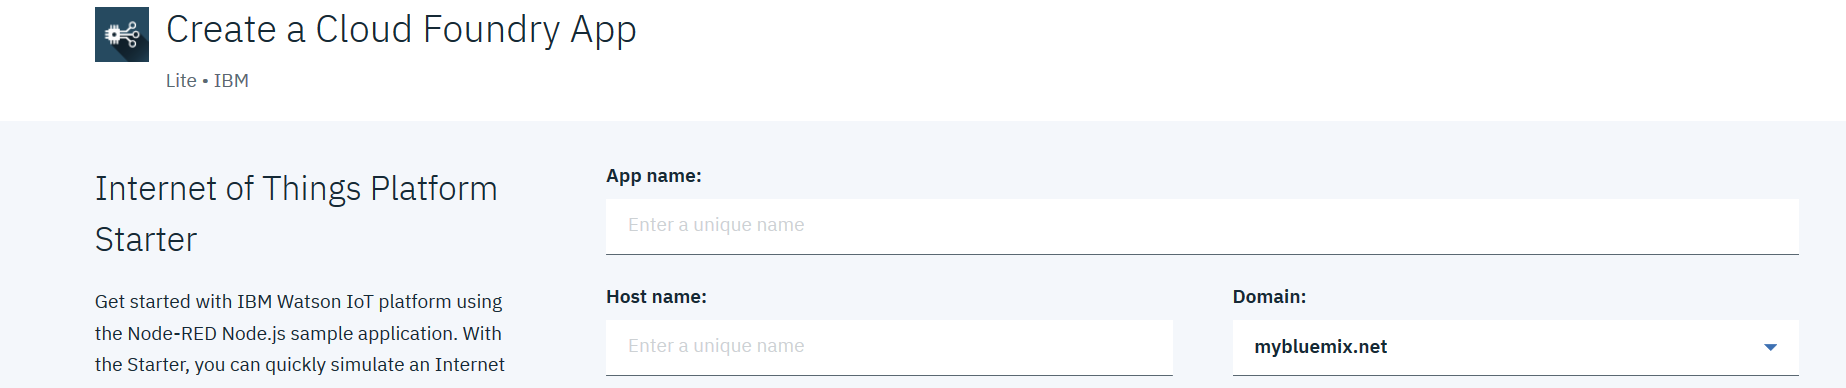 Create a Cloud Foundry App
Lite • IBM
Internet of Things Platform
Starter
Get started with IBM Watson IoT platform using
the Node-RED Node.js sample application. With
the Starter, you can quickly simulate an Internet
App name:
Enter a unique name
Host name:
Enter a unique name
Domain:
mybluemix.net